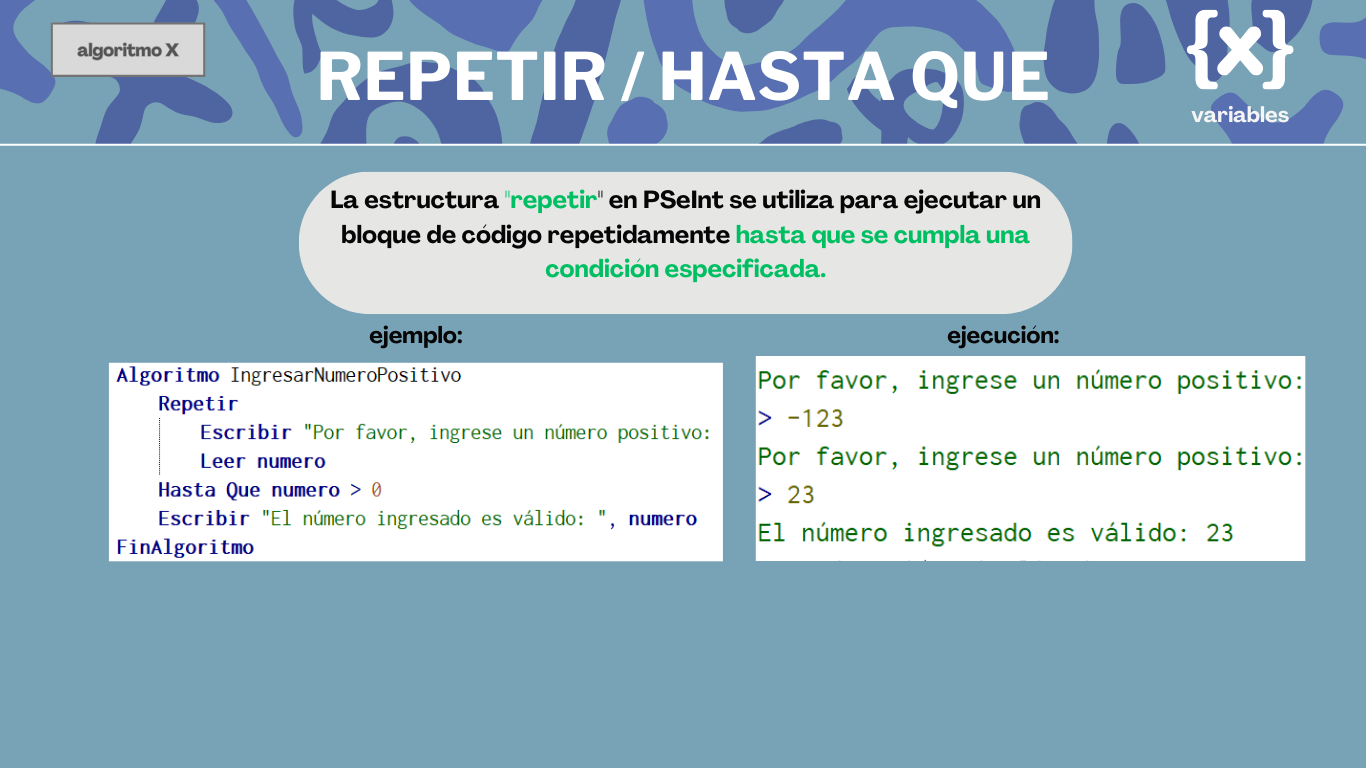 algoritmo X
REPETIR / HASTA QUE
{x}
variables
La estructura "repetir" en PSeInt se utiliza para ejecutar un
bloque de código repetidamente hasta que se cumpla una
condición especificada.
ejemplo:
Algoritmo IngresarNumeroPositivo
Repetir
Escribir "Por favor, ingrese un número positivo:
Leer numero
Hasta Que numero > 0
Escribir "El número ingresado es válido: ", numero
FinAlgoritmo
ejecución:
Por favor, ingrese un número positivo:
> -123
Por favor, ingrese un número positivo:
> 23
El número ingresado es válido: 23